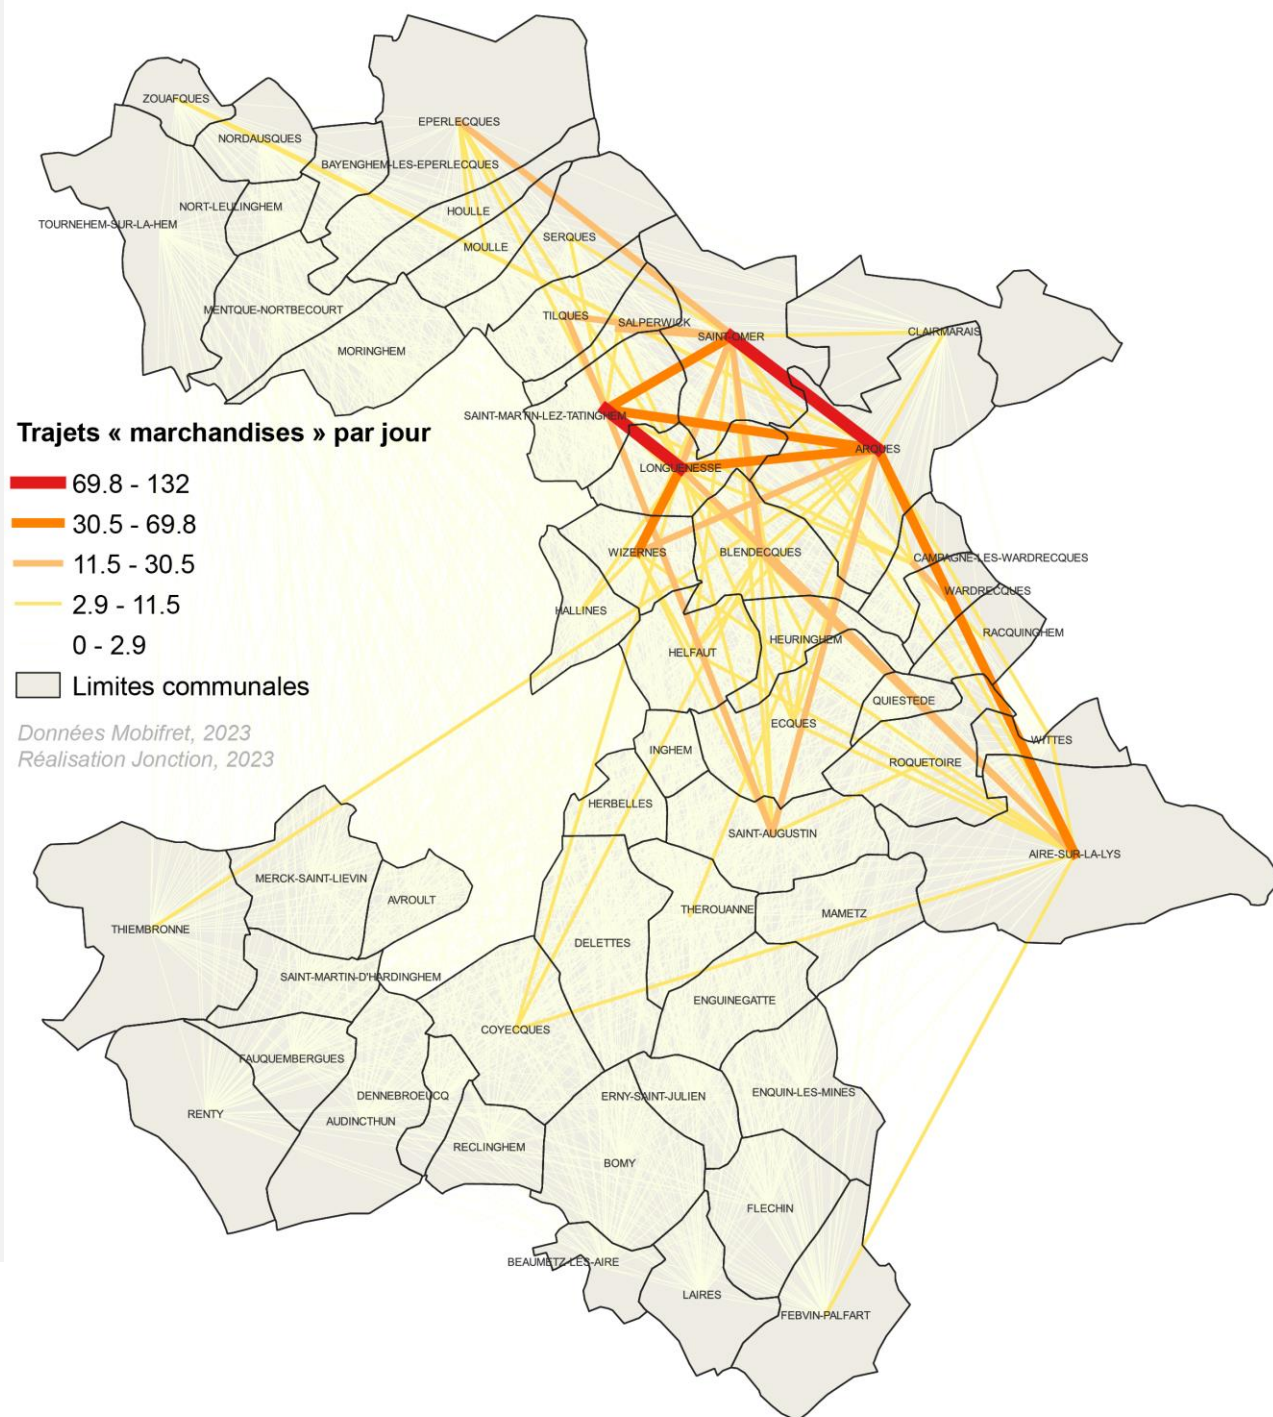 ZOUAFQUES
EPERLECQUES
NORDAUSQUES
BAYENGHEM-LES-EPERLECQUES
NORT-LEULINGHEM
HOULLE
TOURNEHEM-SUR-LA-HEM
SERQUES
MOULLE
MENTQUE-NORTBECOURT
TILQUES
SALPERWICK
CLAIRMARAIS
SAINT-OMER
MORINGHEM
SAINT-MARTIN-LEZ-TATINGHEM
Trajets « marchandises » par jour
ARQUES
LONGUENESSE
69.8 - 132
30.5 - 69.8
WIZERNES
BLENDECQUES
CAMPAGNE-LES-WARDRECQUES
11.5 - 30.5
WARDRECQUES
2.9 - 11.5
HALLINES
RACQUINGHEM
0 - 2.9
HEURINGHEM
HELFAUT
Limites communales
QUIESTEDE
ECQUES
Données Mobifret, 2023
WITTES
INGHEM
Réalisation Jonction, 2023
ROQUETOIRE
HERBELLES
SAINT-AUGUSTIN
AIRE-SUR-LA-LYS
MERCK-SAINT-LIEVIN
AVROULT
THEROUANNE
MAMETZ
THIEMBRONNE
DELETTES
SAINT-MARTIN-D'HARDINGHEM
ENGUINEGATTE
COYECQUES
FAUQUEMBERGUES
DENNEBROEUCQ
ERNY-SAINT-JULIEN
ENQUIN-LES-MINES
RENTY
AUDINCTHUN
RECLINGHEM
BOMY
FLECHIN
BEAUMETZ-LES-AIRE
LAIRES
FEBVIN-PALFART